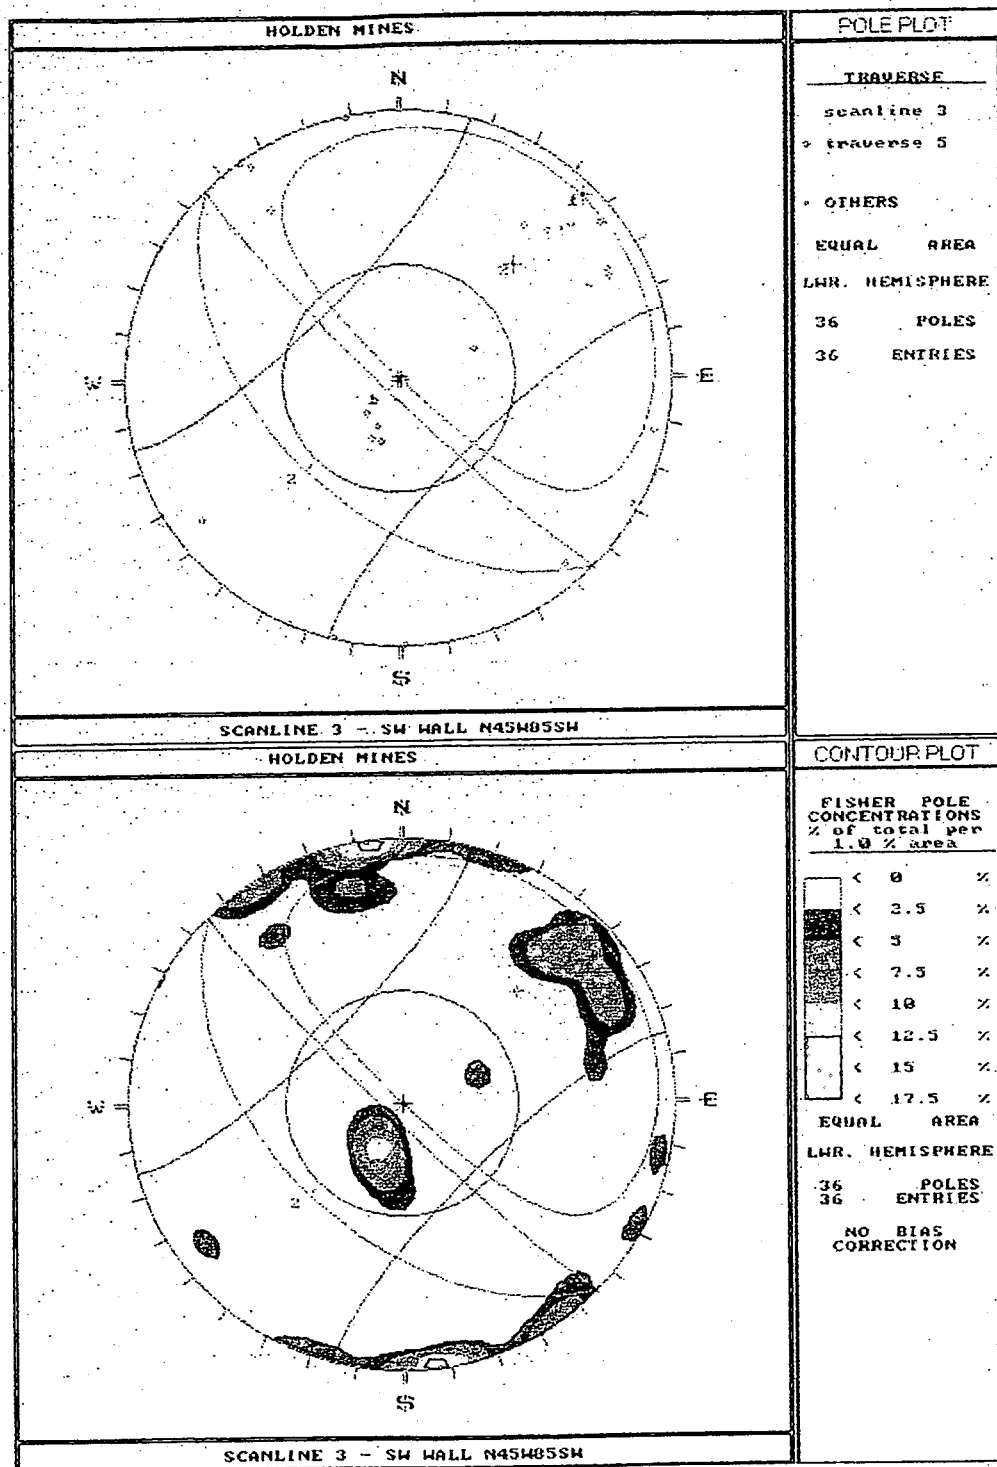 HOLDEN MINES
POLE PLOT
N
TRAVERSE
scanline 3
traverse 5
OTHERS
EQUAL AREA
LWR. HEMISPHERE
36 POLES
36 ENTRIES
W
E
2
S
SCANLINE 3 - SW WALL N45W85SW
HOLDEN MINES
CONTOUR PLOT
N
FISHER POLE
CONCENTRATIONS
% of total per
1.0 % area
< 0 %
< 2.5 %
< 5 %
< 7.5 %
< 10 %
< 12.5 %
< 15 %
< 17.5 %
W
E
EQUAL AREA
LWR. HEMISPHERE
36 POLES
36 ENTRIES
NO BIAS
CORRECTION
2
S
SCANLINE 3 - SW WALL N45W85SW